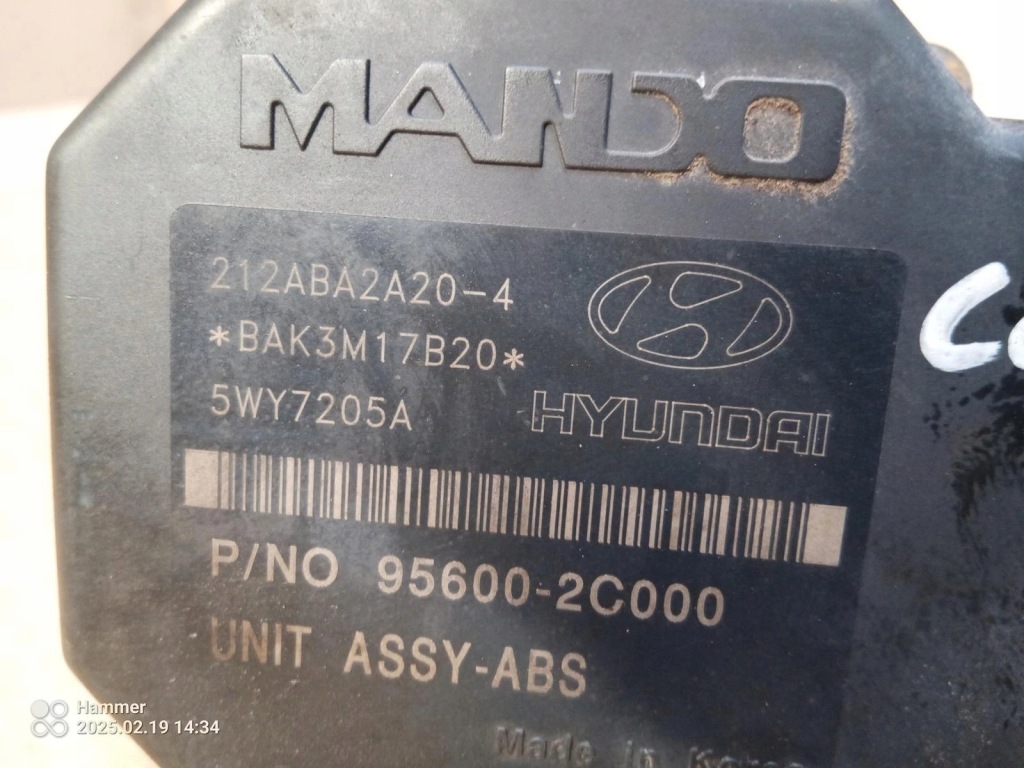 MANDO
212ABA2A20-4
*BAK3M17B20*
5WY7205A
HYUNDAI
P/NO 95600-2C000
UNIT ASSY-ABS
Made in Korea
Hammer
2025.02.19 14:34